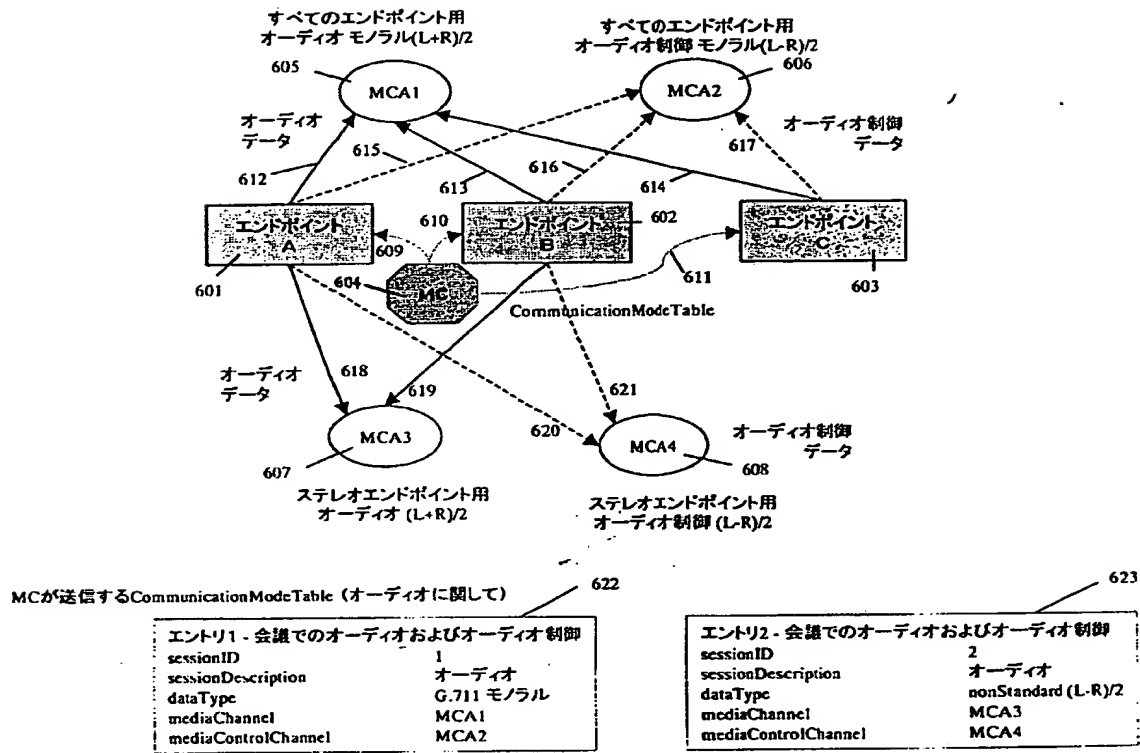 すべてのエンドポイント用
オーディオ モノラル(L+R)/2
すべてのエンドポイント用
オーディオ制御 モノラル(L-R)/2
605
606
MCA1
MCA2
オーディオ
データ
オーディオ制御
データ
615
616
617
612
613
614
エンドポイント
A
610
エンドポイント
B
602
エンドポイント
C
609
601
604
MC
611
603
CommunicationModeTable
オーディオ
データ
618
619
621
620
MCA3
MCA4
オーディオ制御
データ
607
608
ステレオエンドポイント用
オーディオ (L+R)/2
ステレオエンドポイント用
オーディオ制御 (L-R)/2
MCが送信するCommunicationModeTable（オーディオに関して）
622
623
エントリ1 - 会議でのオーディオおよびオーディオ制御
sessionID 1
sessionDescription オーディオ
dataType G.711 モノラル
mediaChannel MCA1
mediaControlChannel MCA2
エントリ2 - 会議でのオーディオおよびオーディオ制御
sessionID 2
sessionDescription オーディオ
dataType nonStandard (L-R)/2
mediaChannel MCA3
mediaControlChannel MCA4